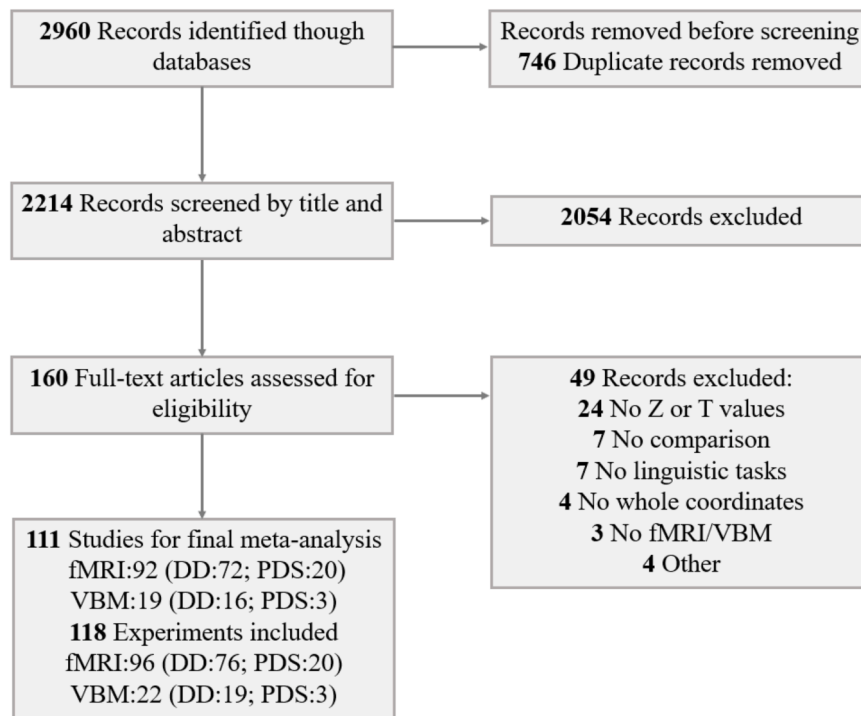 2960 Records identified though
databases
Records removed before screening
746 Duplicate records removed
2214 Records screened by title and
abstract
2054 Records excluded
160 Full-text articles assessed for
eligibility
49 Records excluded:
24 No Z or T values
7 No comparison
7 No linguistic tasks
4 No whole coordinates
3 No fMRI/VBM
4 Other
111 Studies for final meta-analysis
fMRI:92 (DD:72; PDS:20)
VBM:19 (DD:16; PDS:3)
118 Experiments included
fMRI:96 (DD:76; PDS:20)
VBM:22 (DD:19; PDS:3)